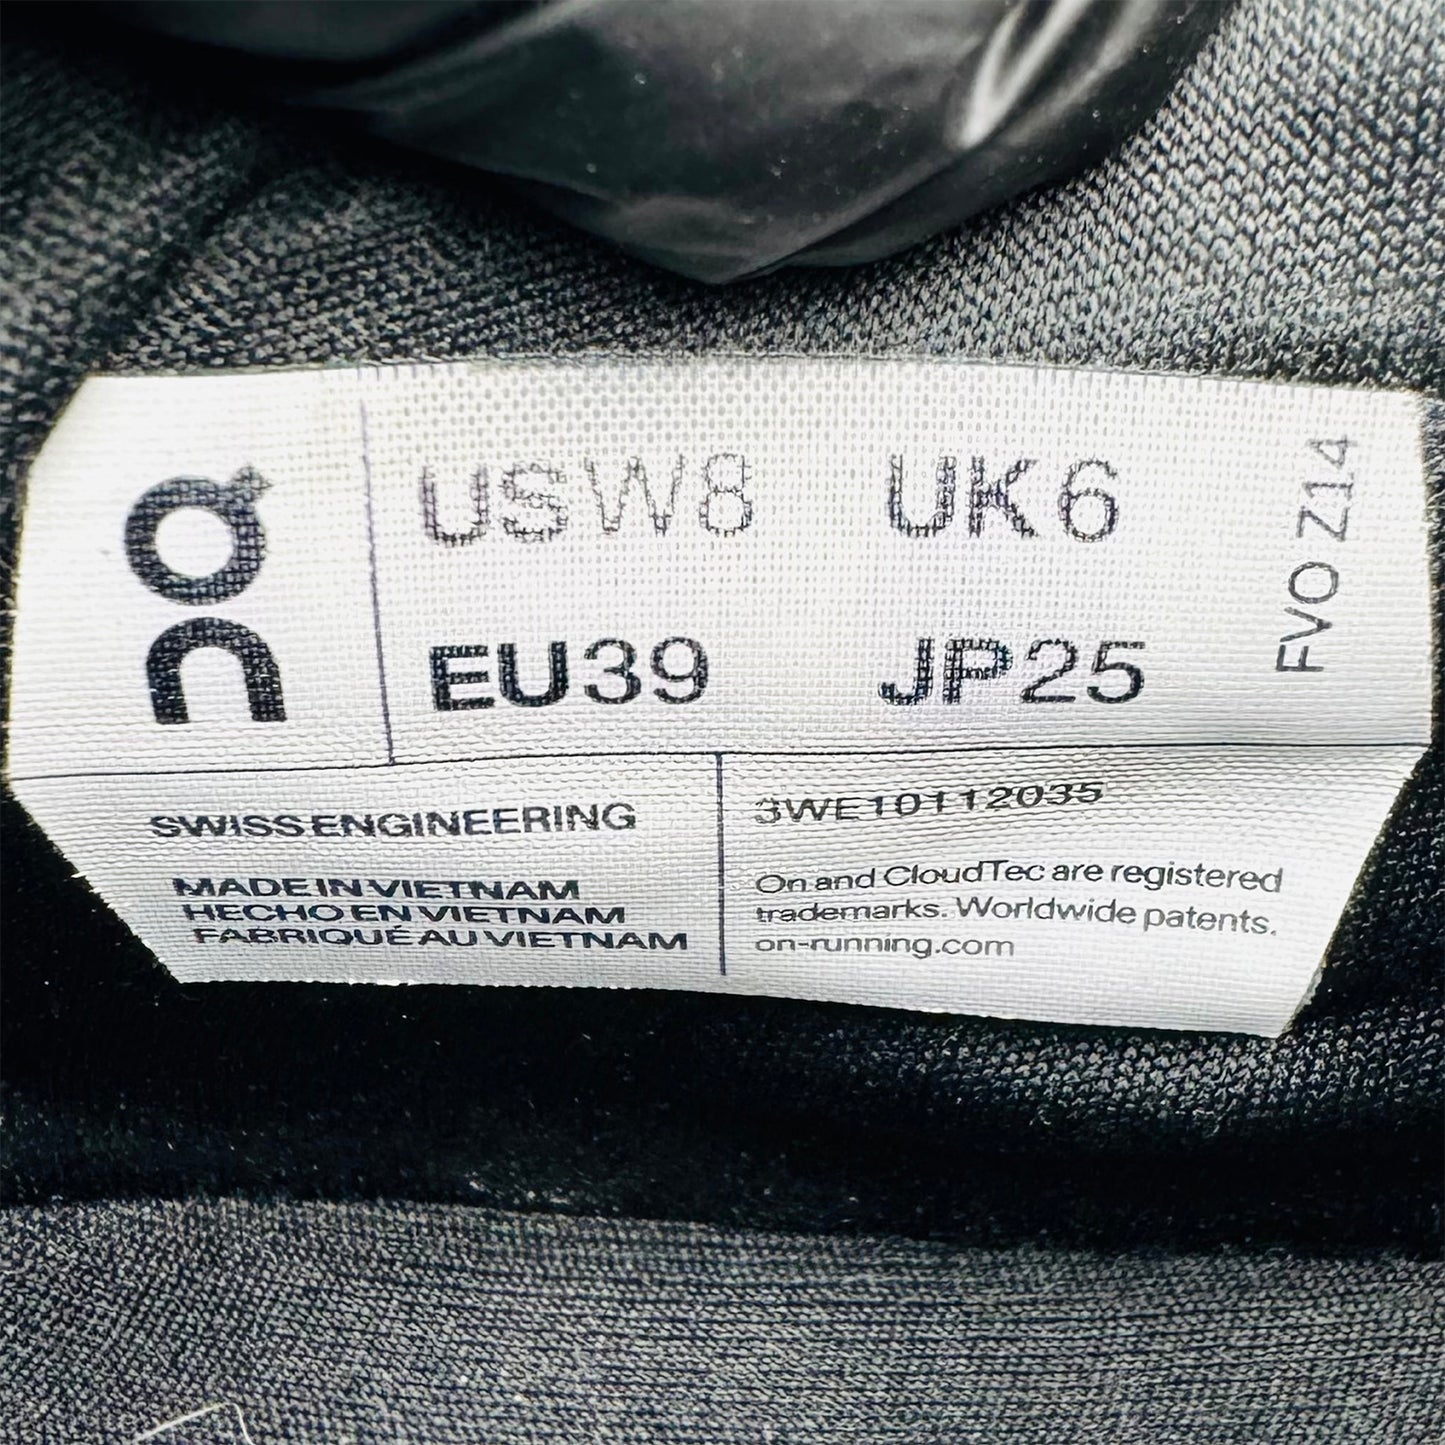 On
USW8 UK6
EU39 JP25
FVO Z14
SWISS ENGINEERING
MADE IN VIETNAM
HECHO EN VIETNAM
FABRIQUÉ AU VIETNAM
3WE10112035
On and CloudTec are registered
trademarks. Worldwide patents.
on-running.com